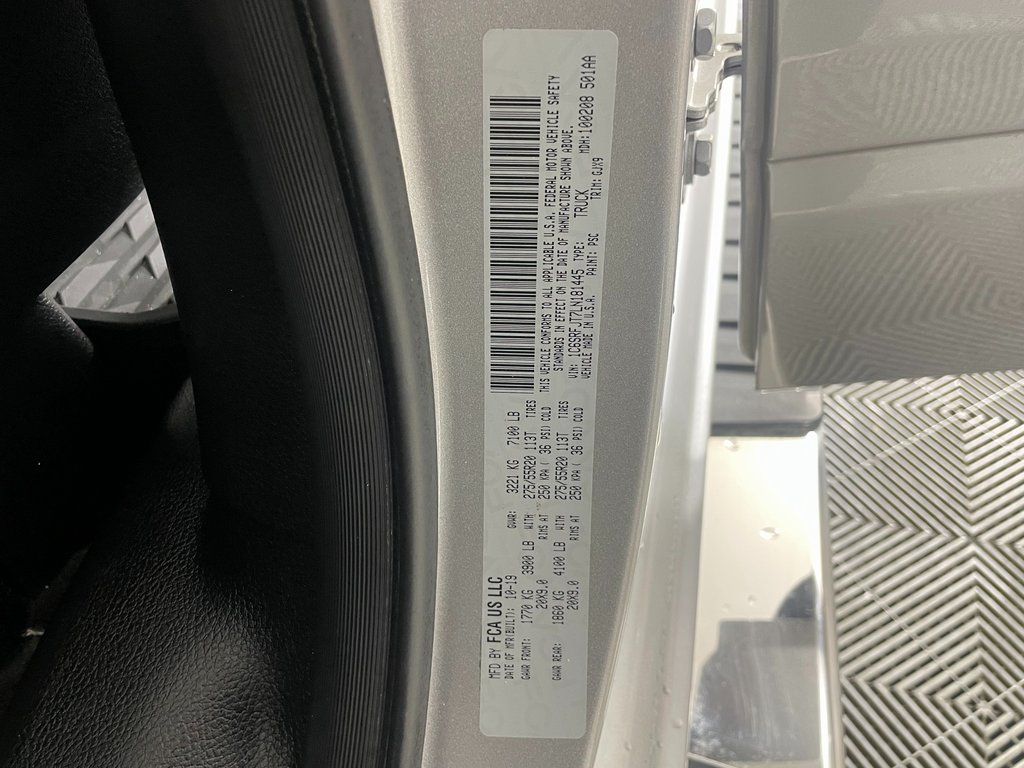 MFD BY FCA US LLC
DATE OF MFR(BUILT): 10-19 GVWR: 3221 KG 7100 LB
GAWR FRONT: 1770 KG 3900 LB WITH 275/55R20 113T TIRES
20X9.0 RIMS AT 250 KPA ( 36 PSI) COLD
GAWR REAR: 1860 KG 4100 LB WITH 275/55R20 113T TIRES
20X9.0 RIMS AT 250 KPA ( 36 PSI) COLD
THIS VEHICLE CONFORMS TO ALL APPLICABLE U.S.A. FEDERAL MOTOR VEHICLE SAFETY
STANDARDS IN EFFECT ON THE DATE OF MANUFACTURE SHOWN ABOVE.
VIN: 1C6SRFJT7LN181445 TYPE: TRUCK MDH: 100208 501AA
VEHICLE MADE IN U.S.A. PAINT: PSC TRIM: GJX9